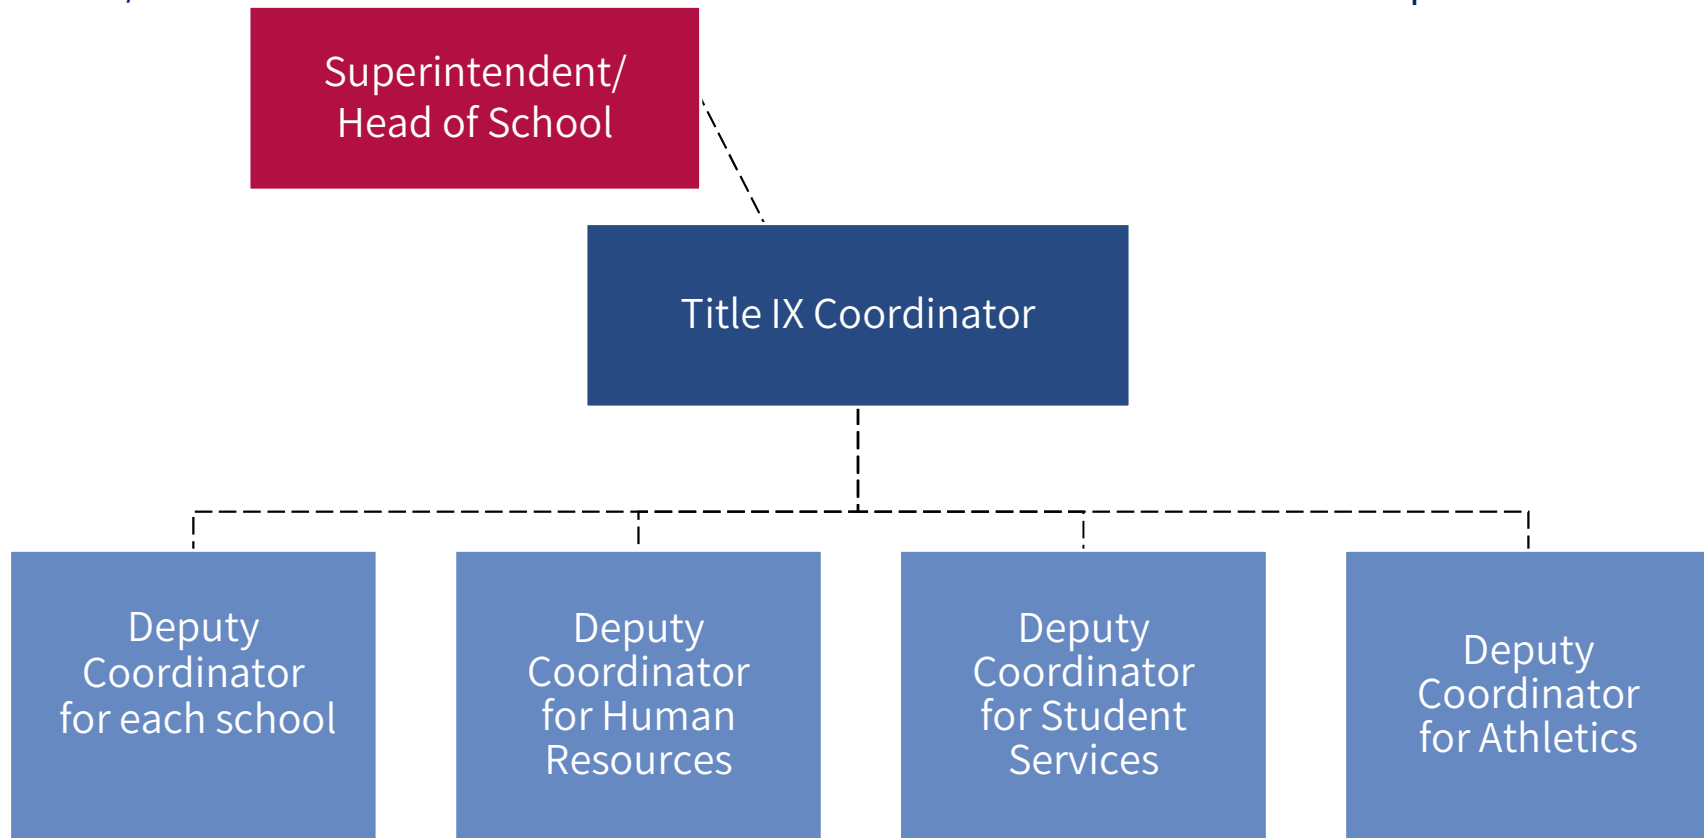 Superintendent/
Head of School
Title IX Coordinator
Deputy
Coordinator
for each school
Deputy
Coordinator
for Human
Resources
Deputy
Coordinator
for Student
Services
Deputy
Coordinator
for Athletics